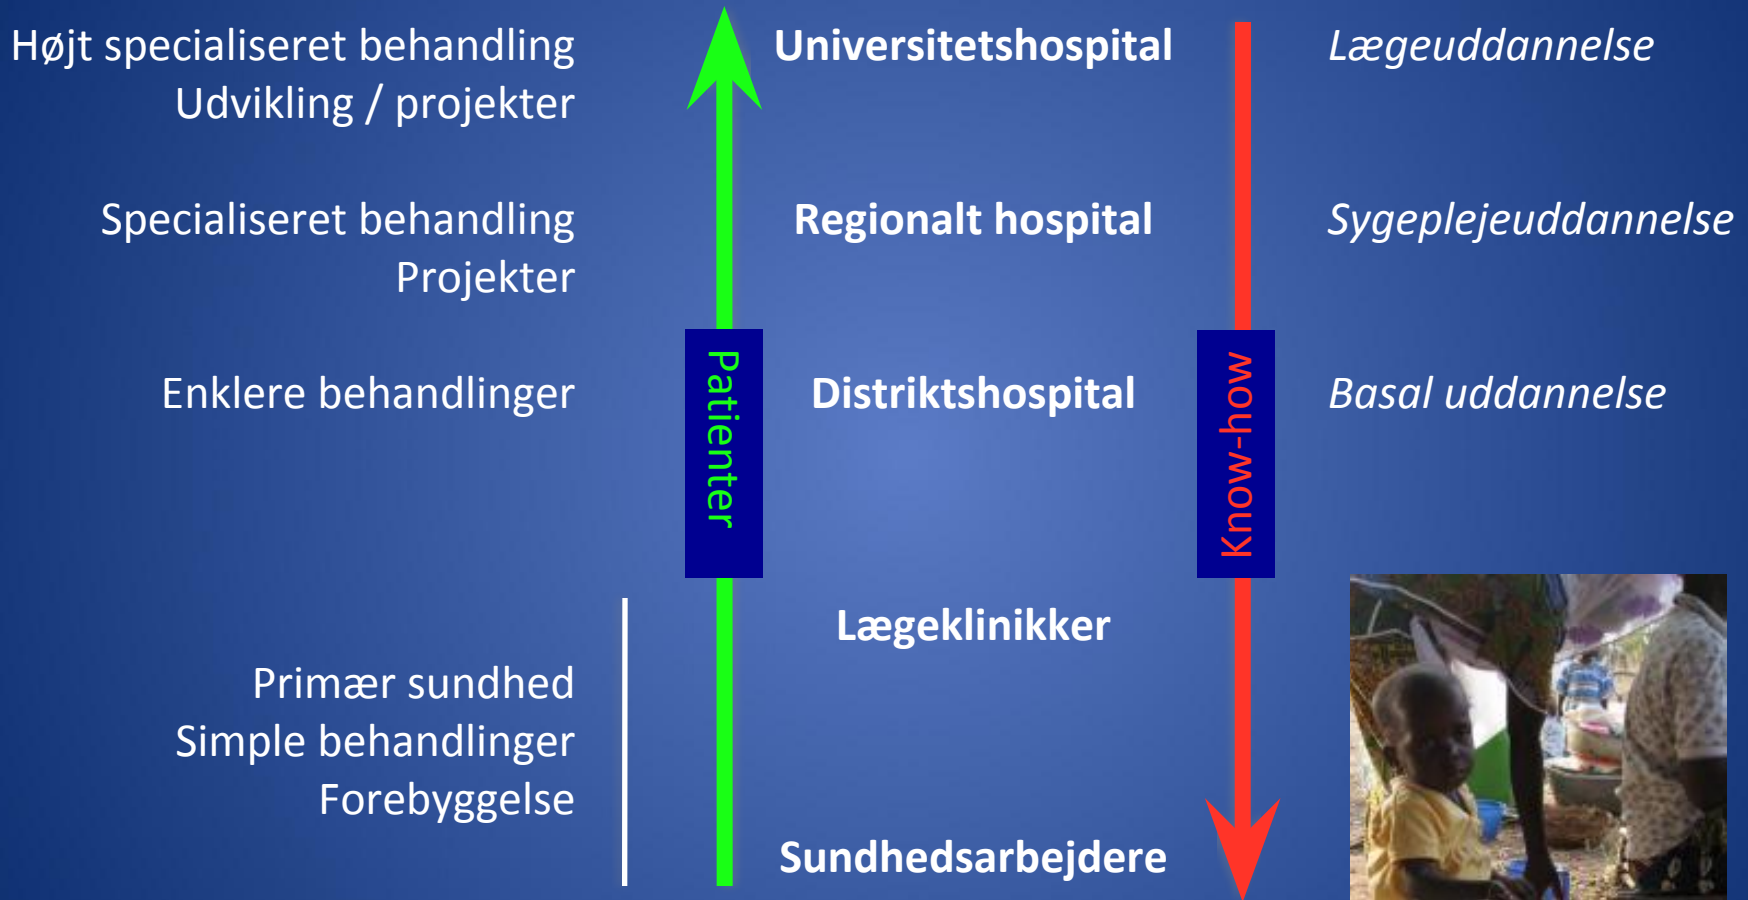 Højt specialiseret behandling
Udvikling / projekter
Universitetshospital
Lægeuddannelse
Specialiseret behandling
Projekter
Regionalt hospital
Sygeplejeuddannelse
Enklere behandlinger
Patienter
Distriktshospital
Know-how
Basal uddannelse
Lægeklinikker
Primær sundhed
Simple behandlinger
Forebyggelse
Sundhedsarbejdere